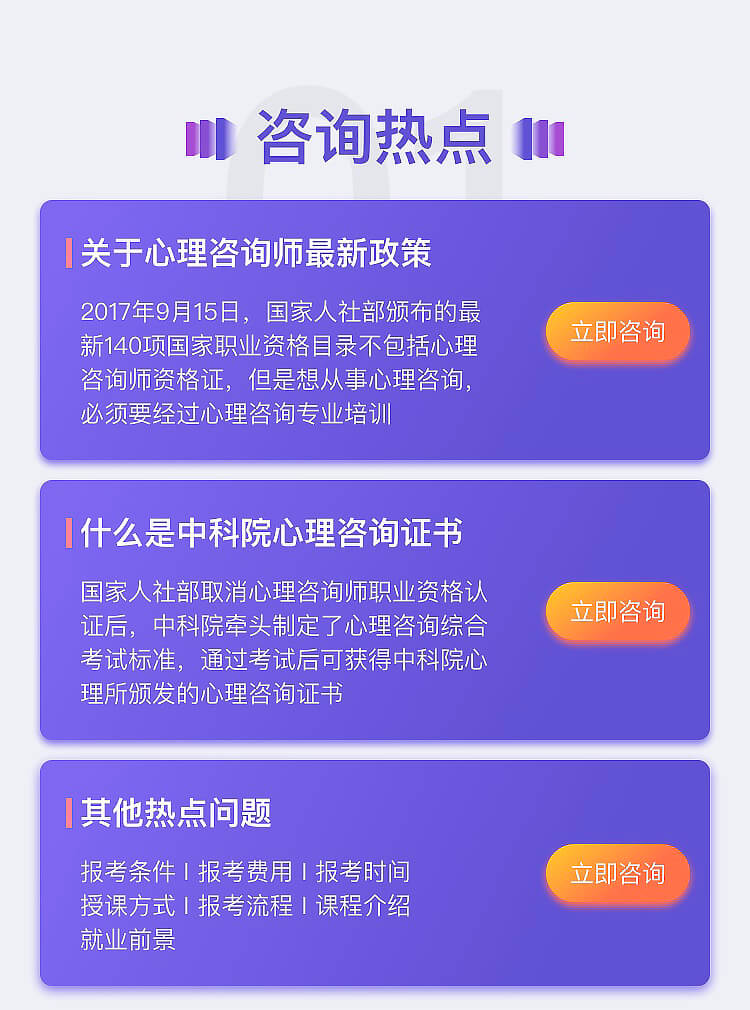 01
咨询热点
关于心理咨询师最新政策
2017年9月15日，国家人社部颁布的最
新140项国家职业资格目录不包括心理
咨询师资格证，但是想从事心理咨询，
必须要经过心理咨询专业培训
立即咨询
什么是中科院心理咨询证书
国家人社部取消心理咨询师职业资格认
证后，中科院牵头制定了心理咨询综合
考试标准，通过考试后可获得中科院心
理所颁发的心理咨询证书
立即咨询
其他热点问题
报考条件 | 报考费用 | 报考时间
授课方式 | 报考流程 | 课程介绍
就业前景
立即咨询